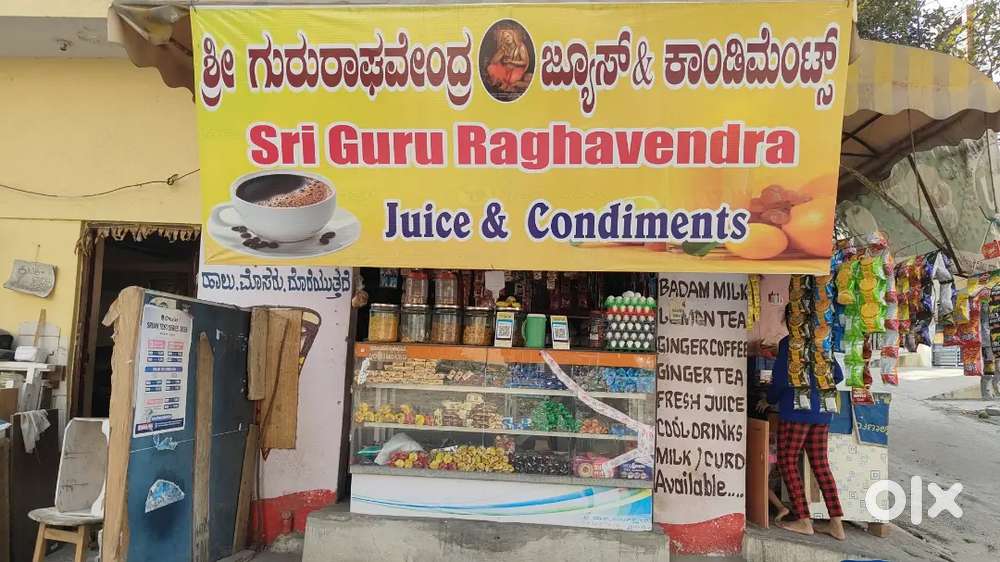 ಶ್ರೀ ಗುರುರಾಘವೇಂದ್ರ ಜ್ಯೂಸ್ & ಕಾಂಡಿಮೆಂಟ್ಸ್
Sri Guru Raghavendra
Juice & Condiments
ಹಾಲು.ಮೊಸರು.ದೊರೆಯುತ್ತದೆ
BADAM MILK
LEMON TEA
GINGER COFFEE
GINGER TEA
FRESH JUICE
COOL DRINKS
MILK/CURD
Available....
olx